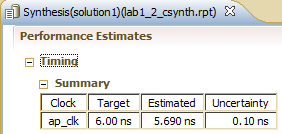 Synthesis(solution1)(lab1_2_csynth.rpt)
Performance Estimates
Timing
Summary
Clock Target Estimated Uncertainty
ap_clk 6.00 ns 5.690 ns 0.10 ns